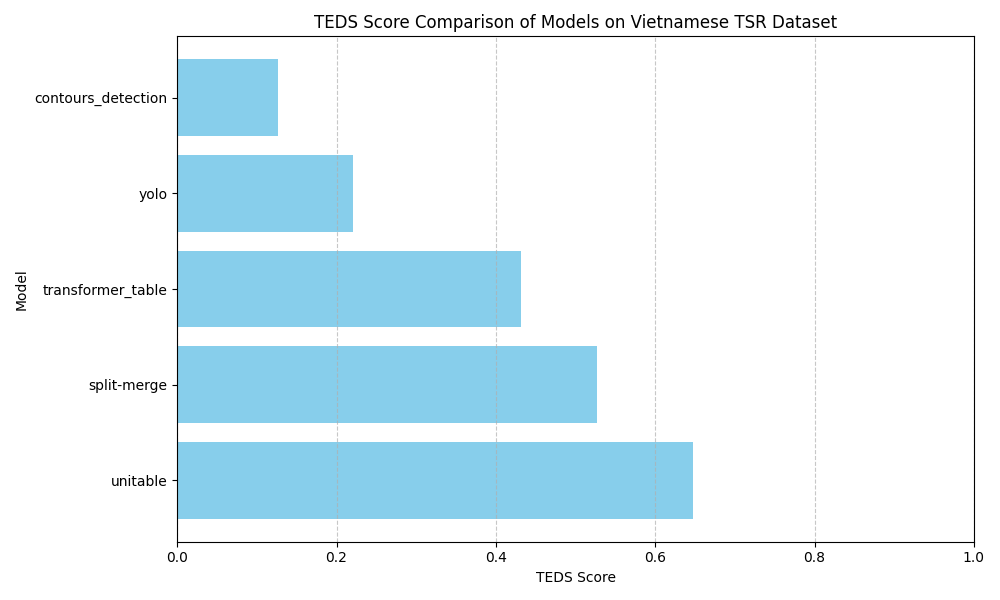 TEDS Score Comparison of Models on Vietnamese TSR Dataset
contours_detection
yolo
transformer_table
split-merge
unitable
Model
0.0 0.2 0.4 0.6 0.8 1.0
TEDS Score